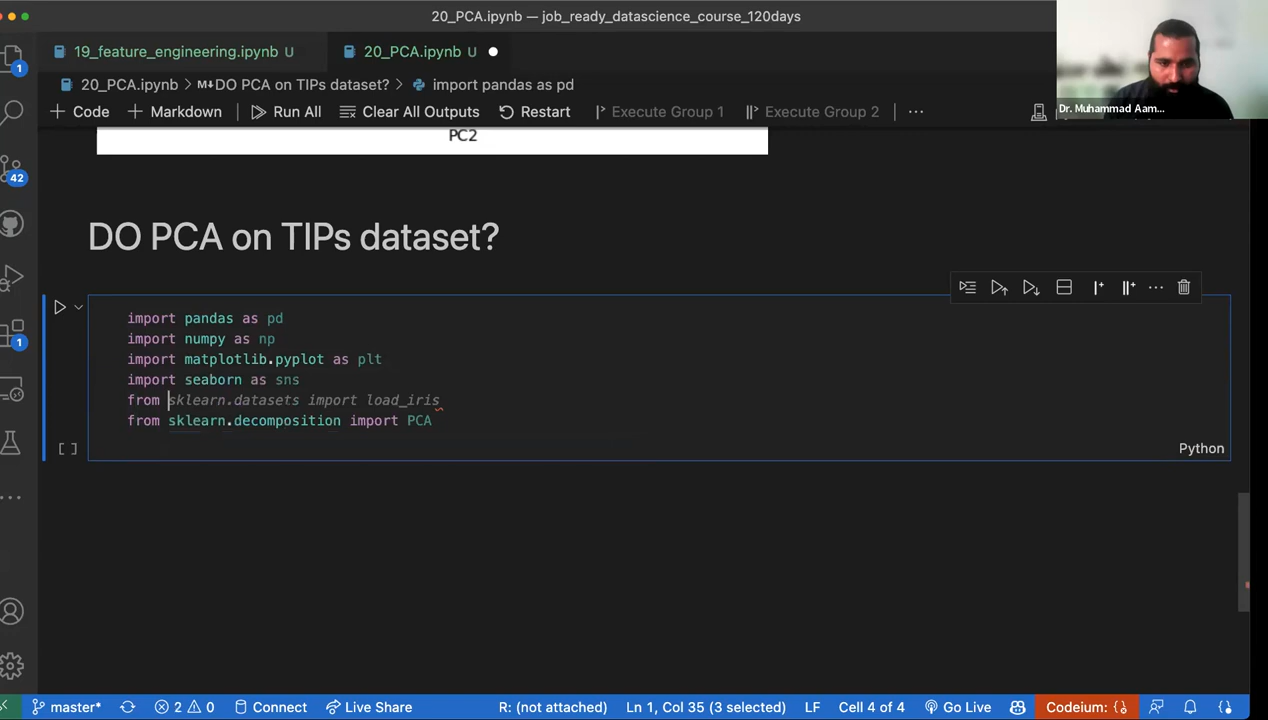 20_PCA.ipynb — job_ready_datascience_course_120days
19_feature_engineering.ipynb U
20_PCA.ipynb U
20_PCA.ipynb > M↓DO PCA on TIPs dataset? > import pandas as pd
+ Code + Markdown Run All Clear All Outputs Restart Execute Group 1 Execute Group 2 ...
Dr. Muhammad Aam...
PC2
DO PCA on TIPs dataset?
import pandas as pd
import numpy as np
import matplotlib.pyplot as plt
import seaborn as sns
from sklearn.datasets import load_iris
from sklearn.decomposition import PCA
[ ]
Python
1
42
1
master* 2 0 Connect Live Share R: (not attached) Ln 1, Col 35 (3 selected) LF Cell 4 of 4 Go Live Codeium: {}